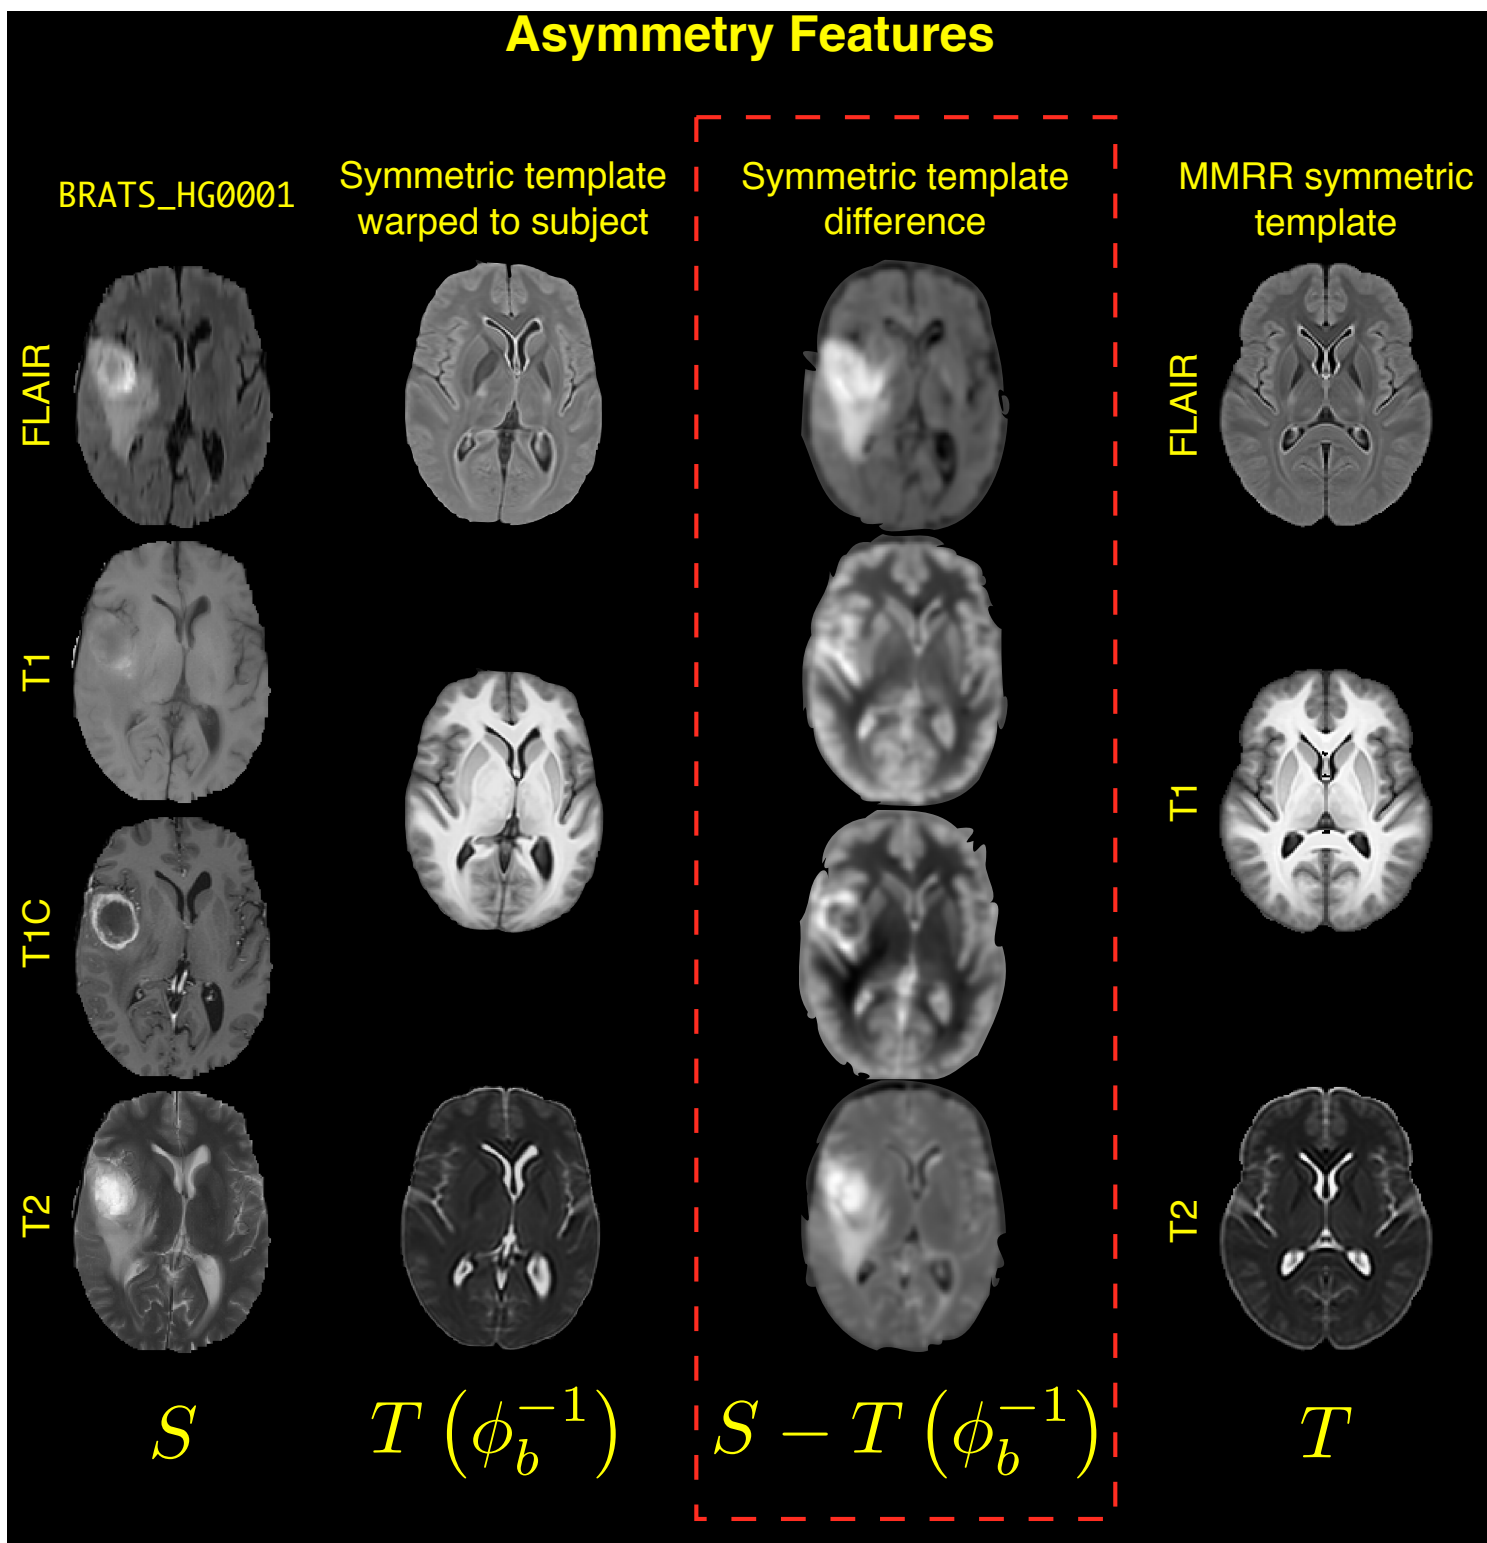 Asymmetry Features
BRATS_HG0001
Symmetric template
warped to subject
Symmetric template
difference
MMRR symmetric
template
FLAIR
T1
T1C
T2
FLAIR
T1
T2
S
T (ϕ_b^{-1})
S − T (ϕ_b^{-1})
T